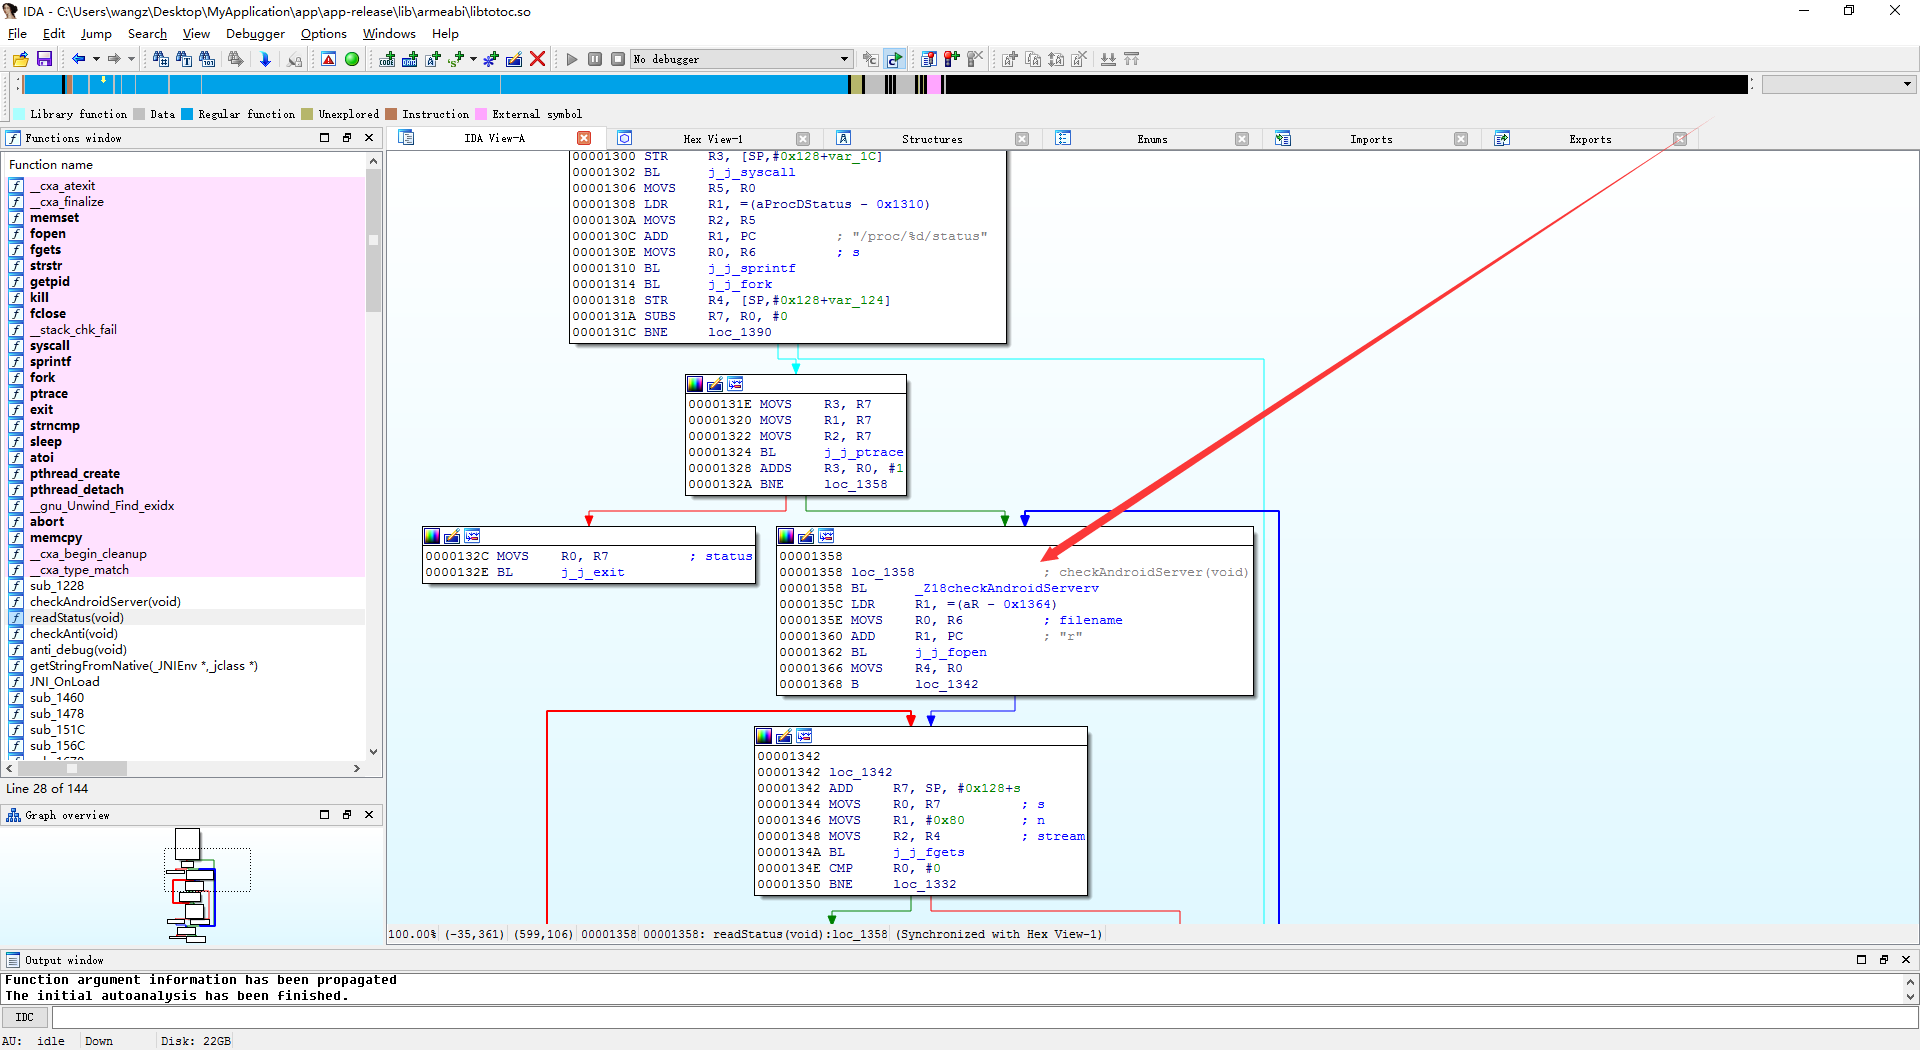 IDA - C:\Users\wangz\Desktop\MyApplication\app\app-release\lib\armeabi\libtotoc.so
File Edit Jump Search View Debugger Options Windows Help
No debugger
Library function Data Regular function Unexplored Instruction External symbol
Functions window
IDA View-A Hex View-1 Structures Enums Imports Exports
Function name
__cxa_atexit
__cxa_finalize
memset
fopen
fgets
strstr
getpid
kill
fclose
__stack_chk_fail
syscall
sprintf
fork
ptrace
exit
strncmp
sleep
atoi
pthread_create
pthread_detach
__gnu_Unwind_Find_exidx
abort
memcpy
__cxa_begin_cleanup
__cxa_type_match
sub_1228
checkAndroidServer(void)
readStatus(void)
checkAnti(void)
anti_debug(void)
getStringFromNative(_JNIEnv *,_jclass *)
JNI_OnLoad
sub_1460
sub_1478
sub_151C
sub_156C
Line 28 of 144
Graph overview
00001300 STR R3, [SP,#0x128+var_1C]
00001302 BL j_j_syscall
00001306 MOVS R5, R0
00001308 LDR R1, =(aProcDStatus - 0x1310)
0000130A MOVS R2, R5
0000130C ADD R1, PC ; "/proc/%d/status"
0000130E MOVS R0, R6 ; s
00001310 BL j_j_sprintf
00001314 BL j_j_fork
00001318 STR R4, [SP,#0x128+var_124]
0000131A SUBS R7, R0, #0
0000131C BNE loc_1390
0000131E MOVS R3, R7
00001320 MOVS R1, R7
00001322 MOVS R2, R7
00001324 BL j_j_ptrace
00001328 ADDS R3, R0, #1
0000132A BNE loc_1358
0000132C MOVS R0, R7 ; status
0000132E BL j_j_exit
00001358
00001358 loc_1358 ; checkAndroidServer(void)
00001358 BL _Z18checkAndroidServerv
0000135C LDR R1, =(aR - 0x1364)
0000135E MOVS R0, R6 ; filename
00001360 ADD R1, PC ; "r"
00001362 BL j_j_fopen
00001366 MOVS R4, R0
00001368 B loc_1342
00001342
00001342 loc_1342
00001342 ADD R7, SP, #0x128+s
00001344 MOVS R0, R7 ; s
00001346 MOVS R1, #0x80 ; n
00001348 MOVS R2, R4 ; stream
0000134A BL j_j_fgets
0000134E CMP R0, #0
00001350 BNE loc_1332
100.00% (-35,361) (599,106) 00001358 00001358: readStatus(void):loc_1358 (Synchronized with Hex View-1)
Output window
Function argument information has been propagated
The initial autoanalysis has been finished.
IDC
AU: idle Down Disk: 22GB